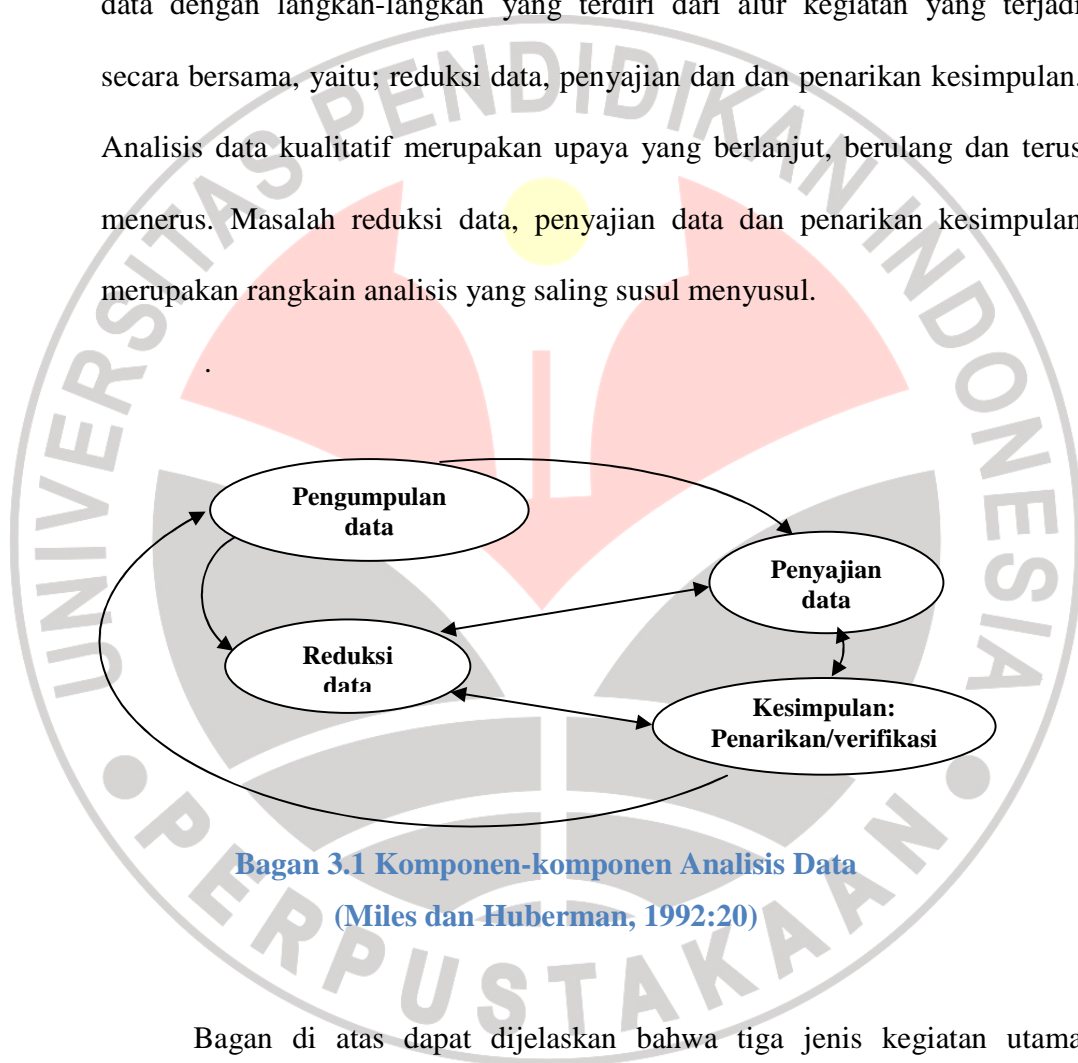 data dengan langkah-langkah yang terdiri dari alur kegiatan yang terjadi
secara bersama, yaitu; reduksi data, penyajian dan dan penarikan kesimpulan.
Analisis data kualitatif merupakan upaya yang berlanjut, berulang dan terus
menerus. Masalah reduksi data, penyajian data dan penarikan kesimpulan
merupakan rangkain analisis yang saling susul menyusul.
.
Pengumpulan
data
Penyajian
data
Reduksi
data
Kesimpulan:
Penarikan/verifikasi
Bagan 3.1 Komponen-komponen Analisis Data
(Miles dan Huberman, 1992:20)
Bagan di atas dapat dijelaskan bahwa tiga jenis kegiatan utama
UNIVERSITAS PENDIDIKAN INDONESIA
PERPUSTAKAAN